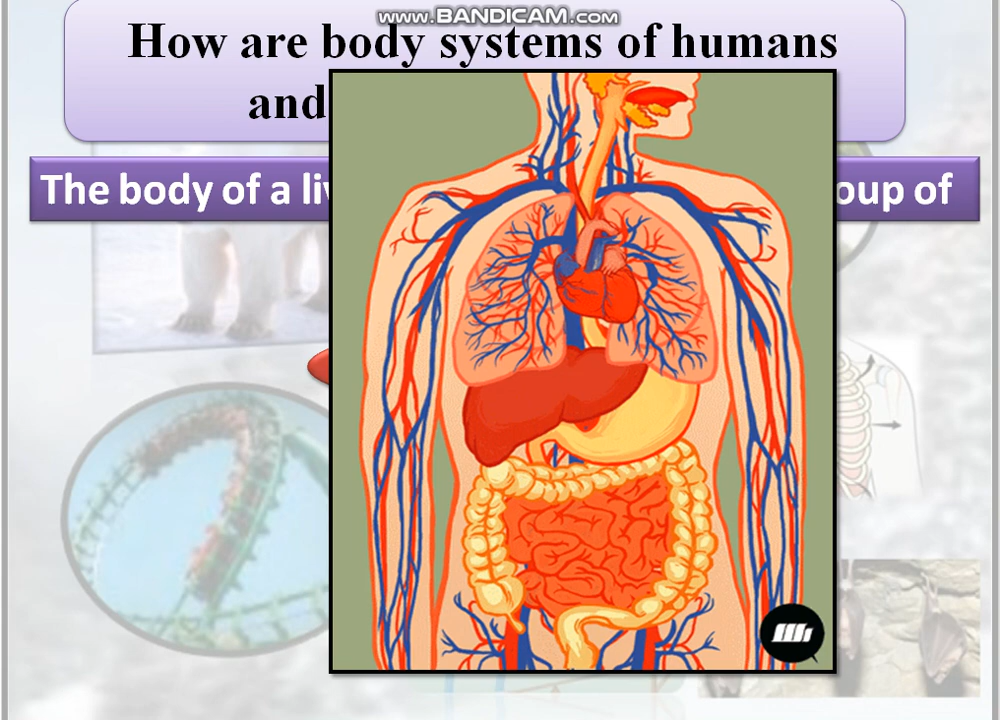 www.BANDICAM.com
How are body systems of humans
and
The body of a liv oup of